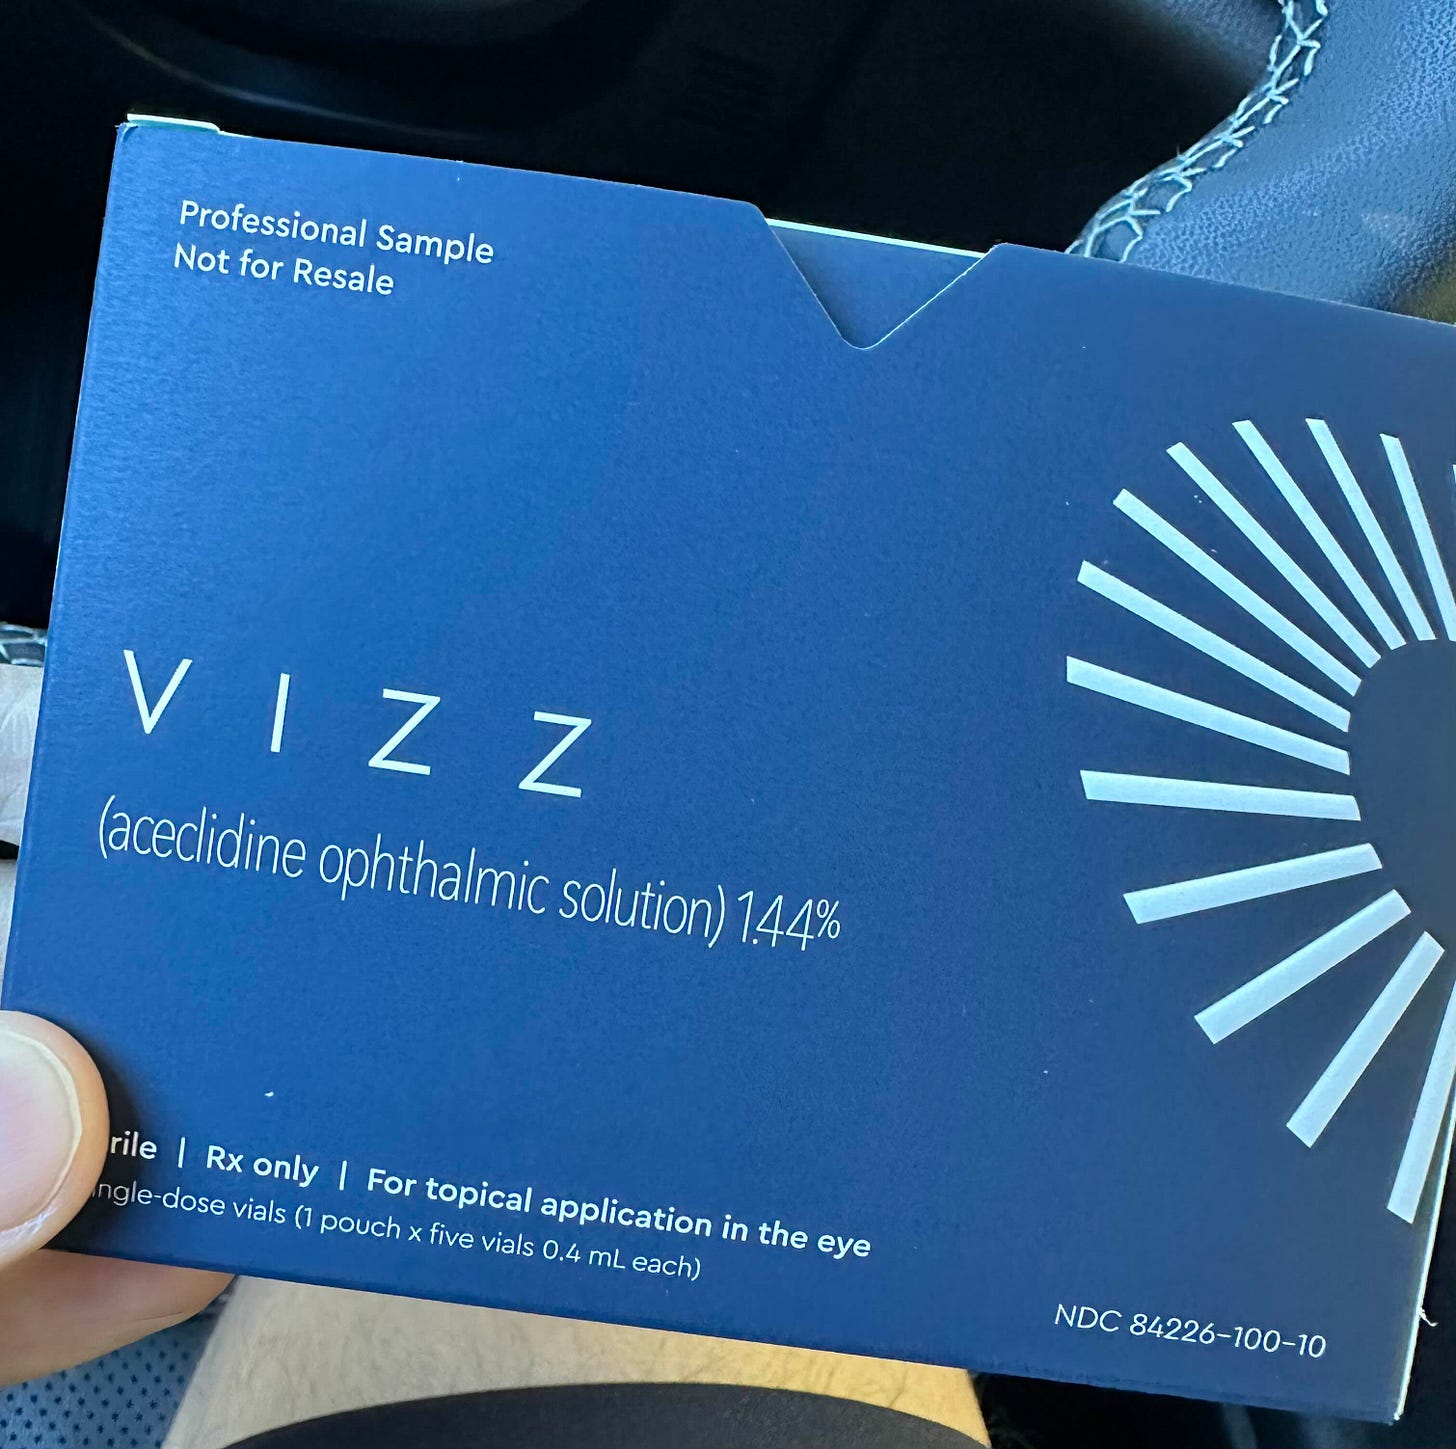 Professional Sample
Not for Resale
V I Z Z
(aceclidine ophthalmic solution) 1.44%
rile | Rx only | For topical application in the eye
ngle-dose vials (1 pouch x five vials 0.4 mL each)
NDC 84226-100-10